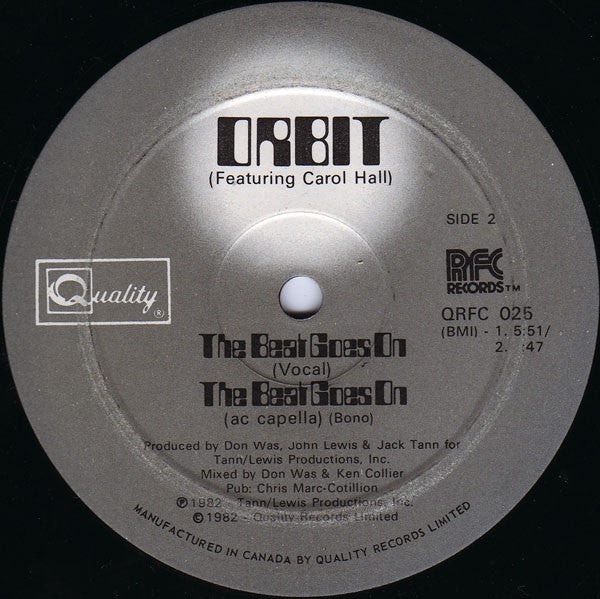 ORBIT
(Featuring Carol Hall)
SIDE 2
Quality ®
RFC
RECORDS™
QRFC 025
(BMI) - 1. 5:51/
2. :47
The Beat Goes On
(Vocal)
The Beat Goes On
(ac capella) (Bono)
Produced by Don Was, John Lewis & Jack Tann for
Tann/Lewis Productions, Inc.
Mixed by Don Was & Ken Collier
Pub: Chris Marc-Cotillion
℗1982 - Tann/Lewis Productions, Inc.
©1982 - Quality Records Limited
MANUFACTURED IN CANADA BY QUALITY RECORDS LIMITED